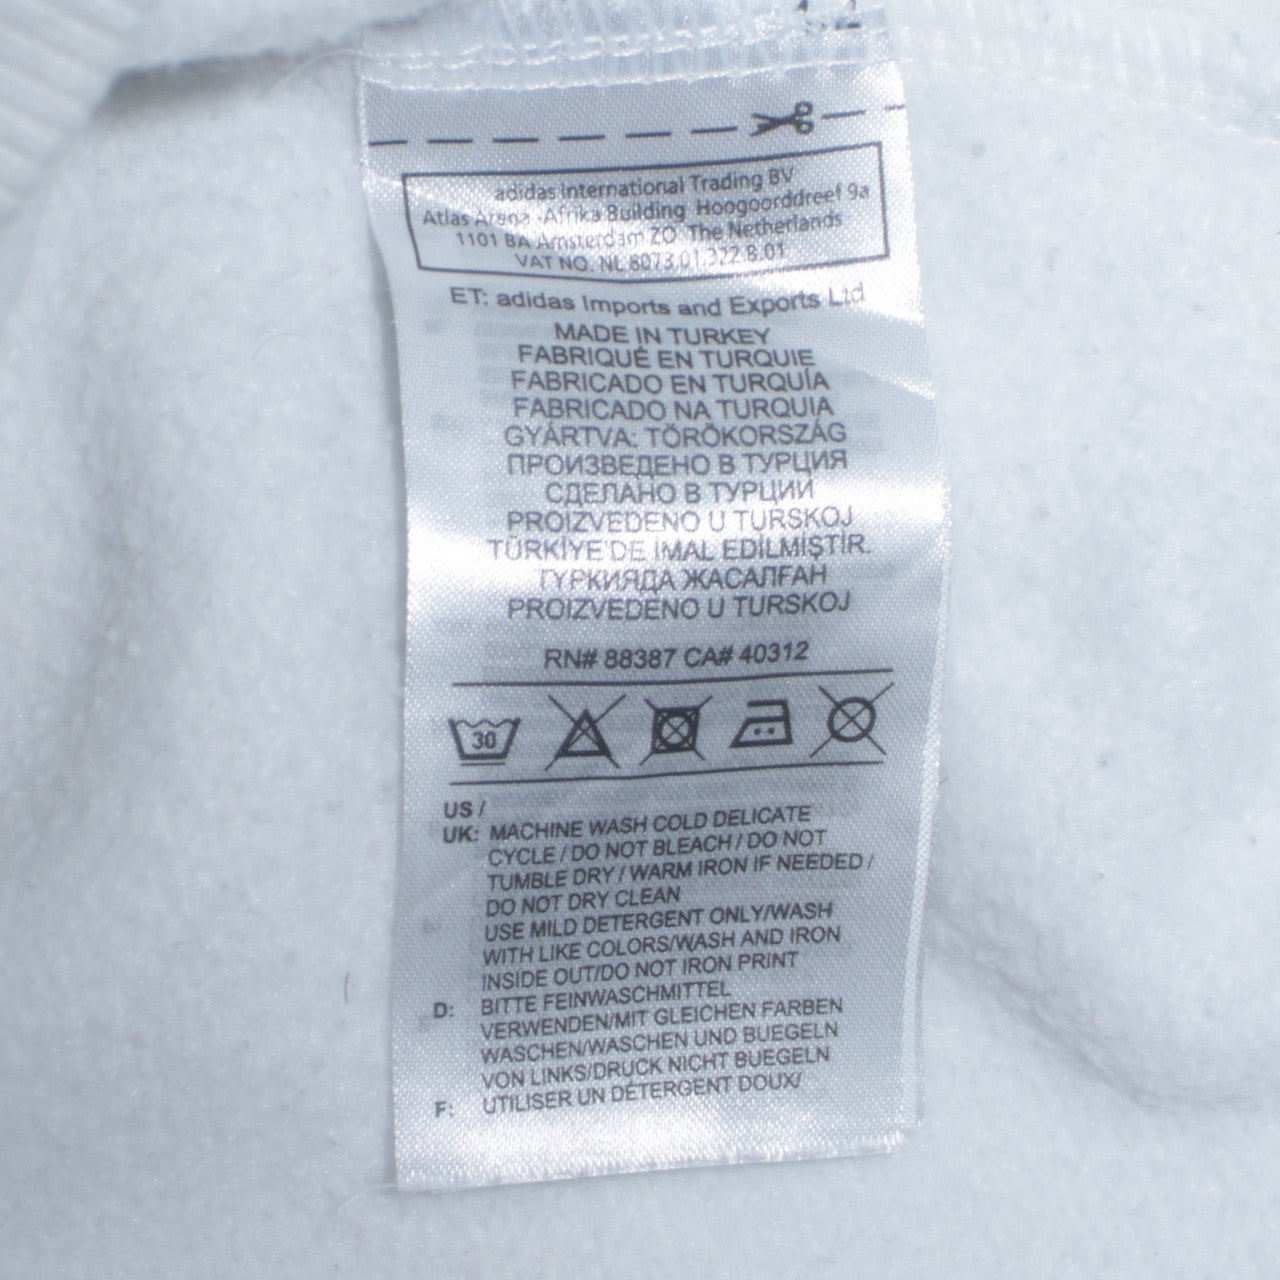 adidas International Trading BV
Atlas Arena -Afrika Building Hoogoorddreef 9a
1101 BA Amsterdam ZO The Netherlands
VAT NO. NL 8073.01.322.B.01
ET: adidas Imports and Exports Ltd
MADE IN TURKEY
FABRIQUÉ EN TURQUIE
FABRICADO EN TURQUÍA
FABRICADO NA TURQUIA
GYÁRTVA: TÖRÖKORSZÁG
ПРОИЗВЕДЕНО В ТУРЦИЯ
СДЕЛАНО В ТУРЦИИ
PROIZVEDENO U TURSKOJ
TÜRKİYE'DE İMAL EDİLMİŞTİR.
ТҮРКИЯДА ЖАСАЛҒАН
PROIZVEDENO U TURSKOJ
RN# 88387 CA# 40312
30
US /
UK: MACHINE WASH COLD DELICATE
CYCLE / DO NOT BLEACH / DO NOT
TUMBLE DRY / WARM IRON IF NEEDED /
DO NOT DRY CLEAN
USE MILD DETERGENT ONLY/WASH
WITH LIKE COLORS/WASH AND IRON
INSIDE OUT/DO NOT IRON PRINT
D: BITTE FEINWASCHMITTEL
VERWENDEN/MIT GLEICHEN FARBEN
WASCHEN/WASCHEN UND BUEGELN
VON LINKS/DRUCK NICHT BUEGELN
F: UTILISER UN DÉTERGENT DOUX/